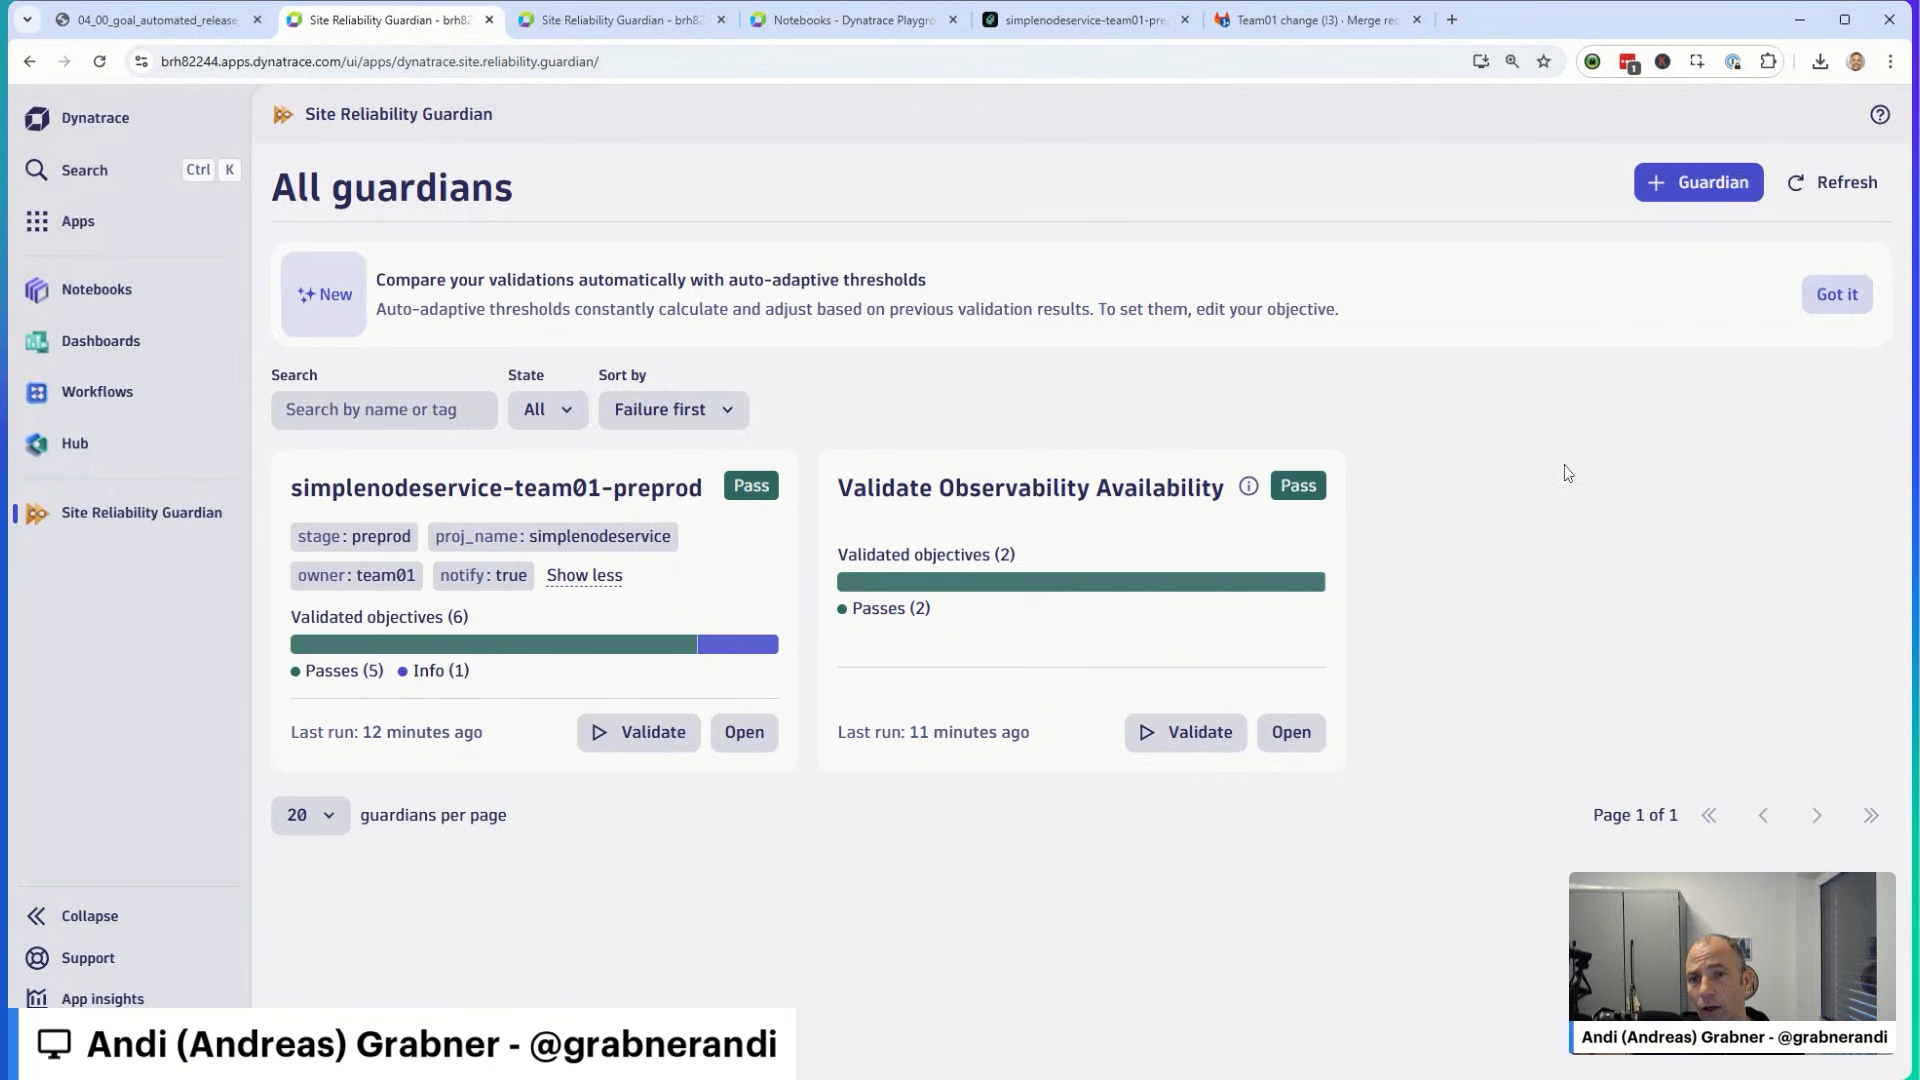 04_00_goal_automated_release
Site Reliability Guardian - brh82
Site Reliability Guardian - brh82
Notebooks - Dynatrace Playgro
simplenodeservice-team01-pre
Team01 change (!3) · Merge rec
brh82244.apps.dynatrace.com/ui/apps/dynatrace.site.reliability.guardian/
1
Dynatrace
Search
Ctrl K
Apps
Notebooks
Dashboards
Workflows
Hub
Site Reliability Guardian
Collapse
Support
App insights
Site Reliability Guardian
All guardians
+ Guardian
Refresh
New
Compare your validations automatically with auto-adaptive thresholds
Auto-adaptive thresholds constantly calculate and adjust based on previous validation results. To set them, edit your objective.
Got it
Search
State
Sort by
Search by name or tag
All
Failure first
simplenodeservice-team01-preprod
Pass
stage: preprod
proj_name: simplenodeservice
owner: team01
notify: true
Show less
Validated objectives (6)
Passes (5)
Info (1)
Last run: 12 minutes ago
Validate
Open
Validate Observability Availability
Pass
Validated objectives (2)
Passes (2)
Last run: 11 minutes ago
Validate
Open
20
guardians per page
Page 1 of 1
Andi (Andreas) Grabner - @grabnerandi
Andi (Andreas) Grabner - @grabnerandi